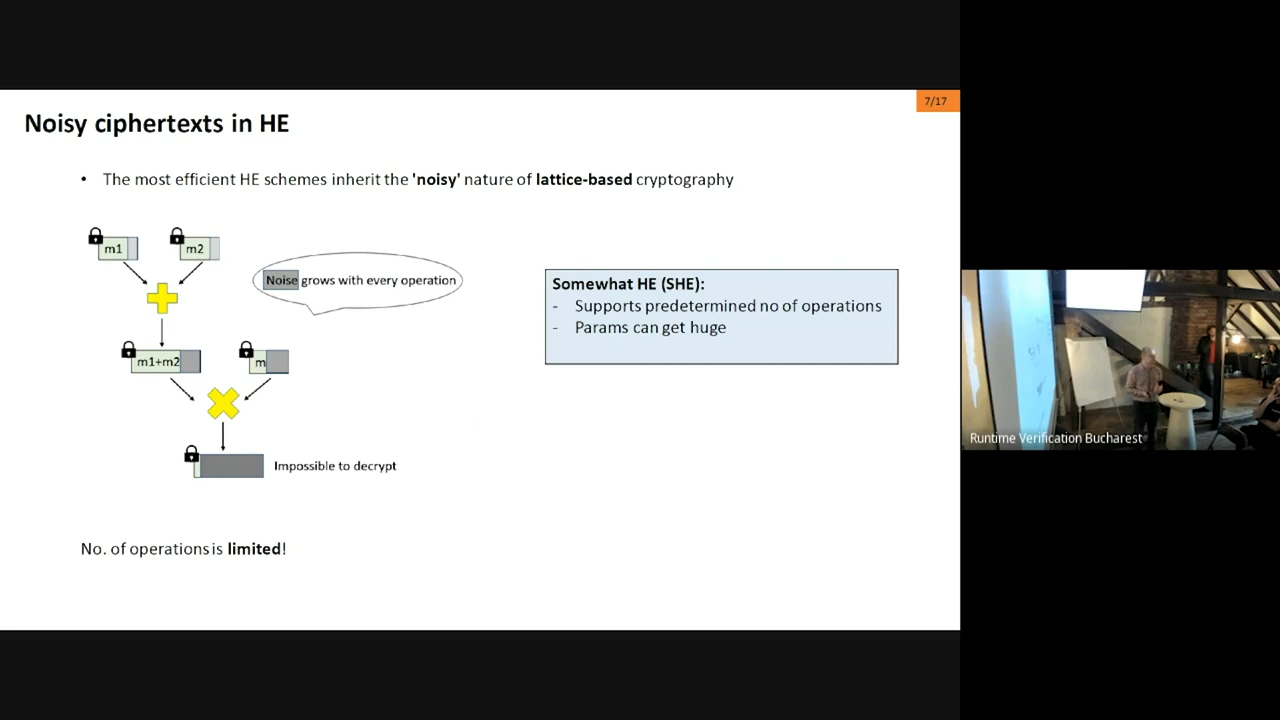 7/17
Noisy ciphertexts in HE
• The most efficient HE schemes inherit the 'noisy' nature of lattice-based cryptography
m1
m2
Noise grows with every operation
m1+m2
m
Impossible to decrypt
Somewhat HE (SHE):
- Supports predetermined no of operations
- Params can get huge
No. of operations is limited!
Runtime Verification Bucharest